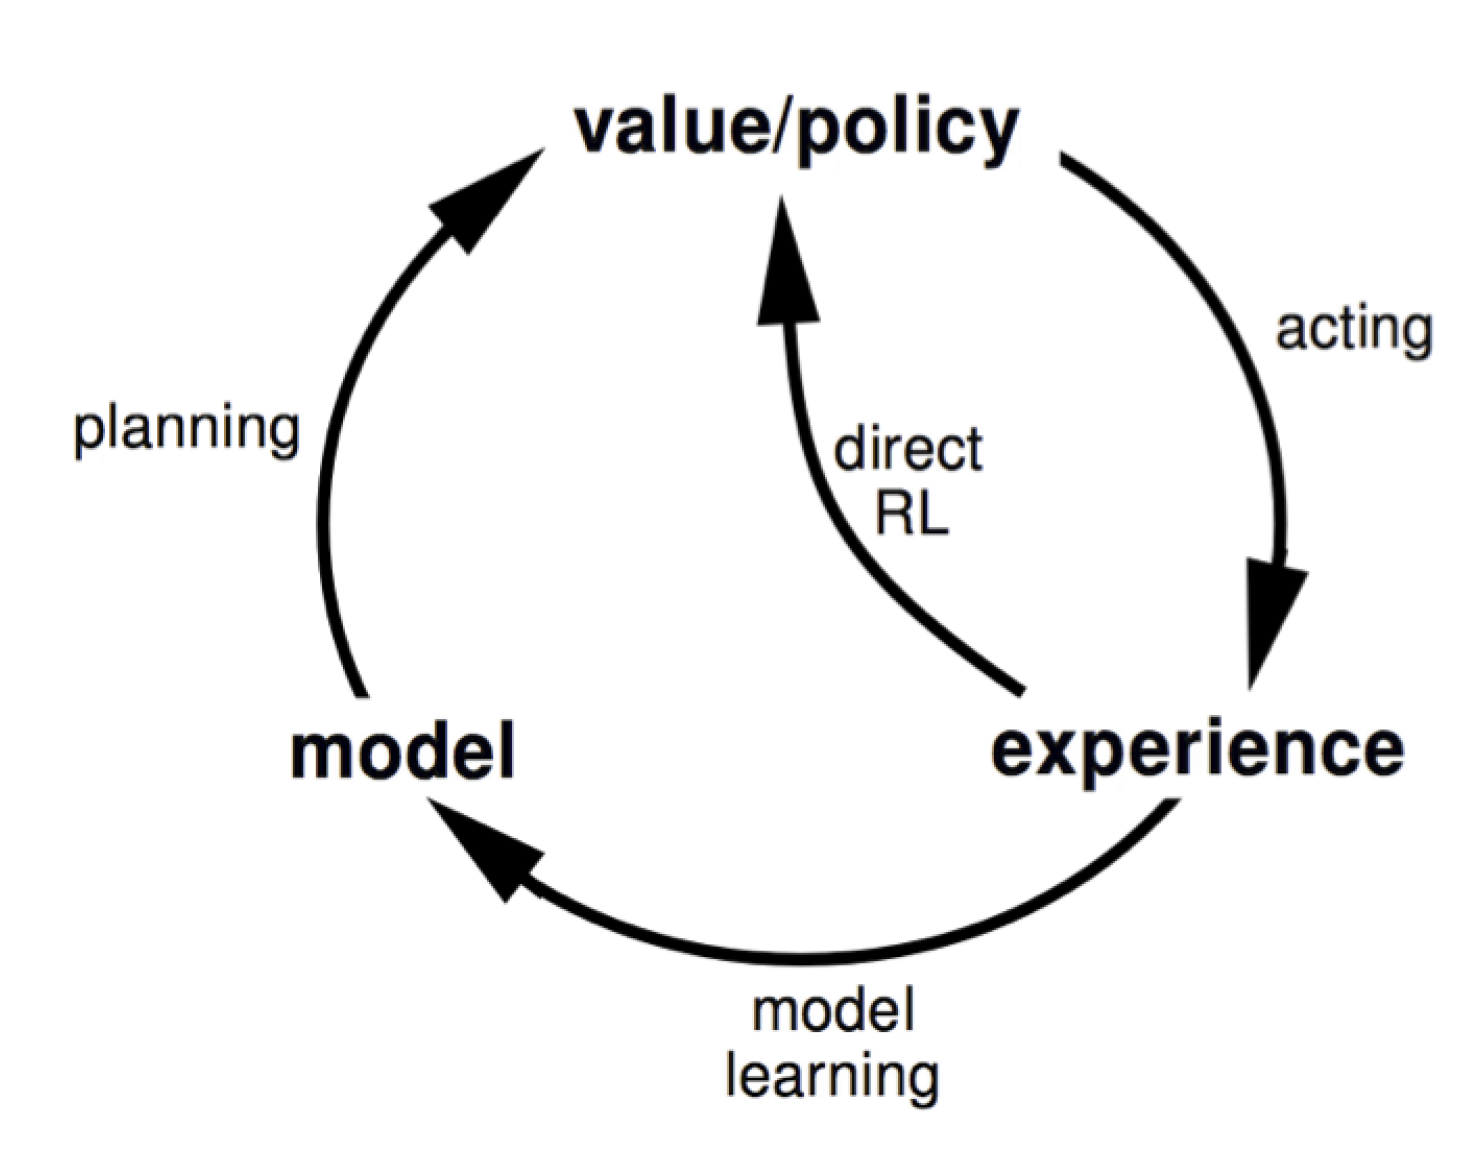 value/policy
acting
planning
direct
RL
model
experience
model
learning